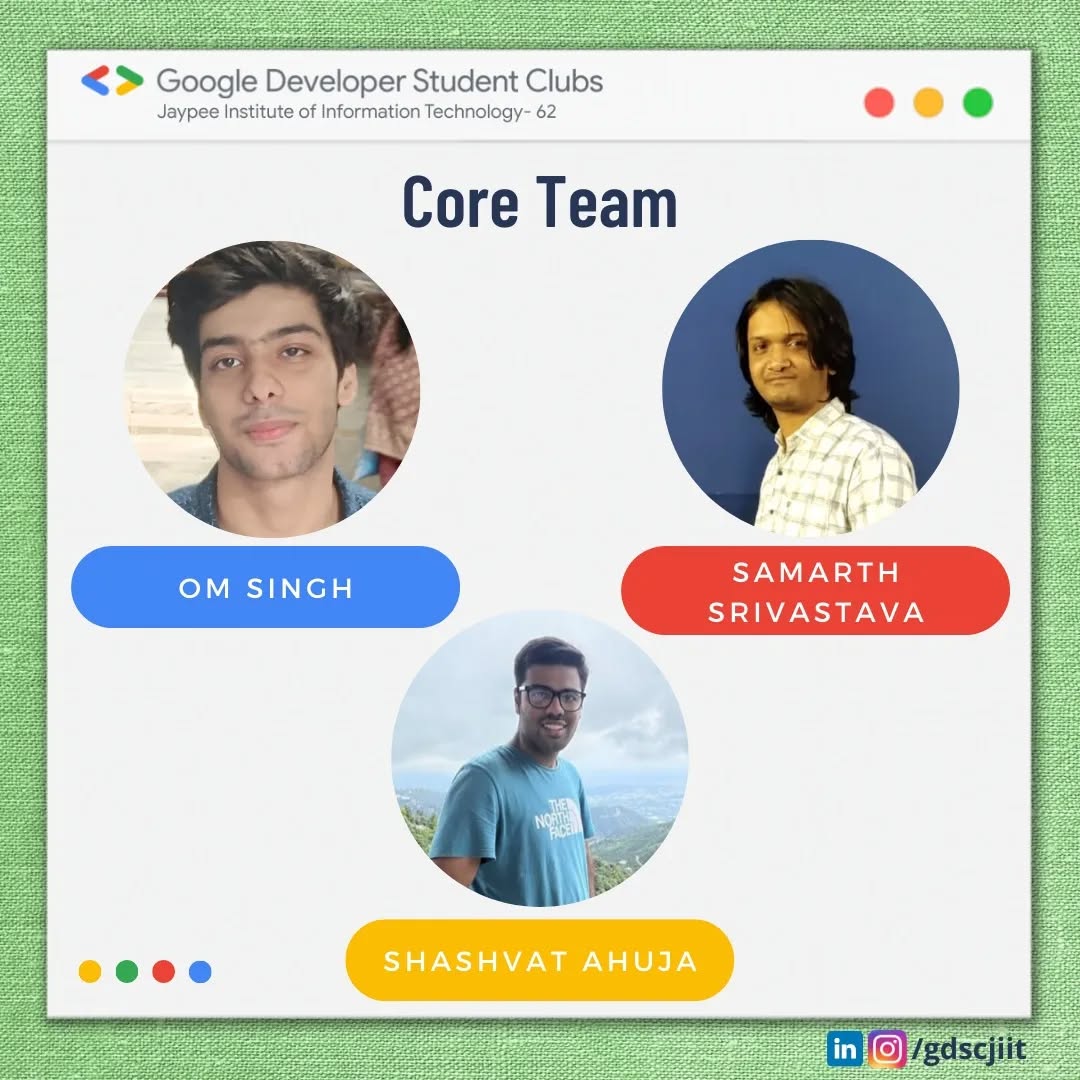 Google Developer Student Clubs
Jaypee Institute of Information Technology- 62
Core Team
OM SINGH
SAMARTH
SRIVASTAVA
THE
NORTH
FACE
SHASHVAT AHUJA
in /gdscjiit